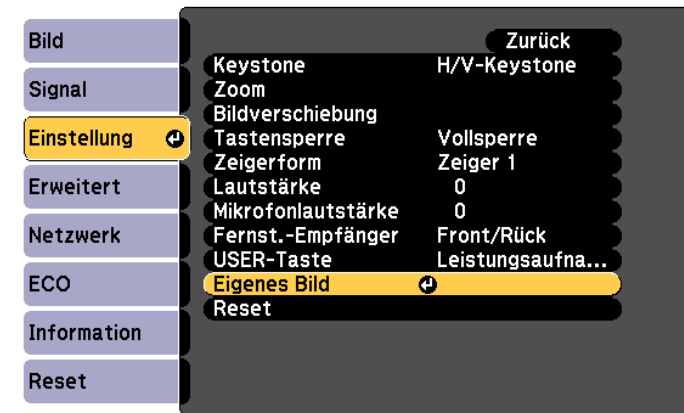 Bild
Signal
Einstellung
Erweitert
Netzwerk
ECO
Information
Reset
Zurück
Keystone H/V-Keystone
Zoom
Bildverschiebung
Tastensperre Vollsperre
Zeigerform Zeiger 1
Lautstärke 0
Mikrofonlautstärke 0
Fernst.-Empfänger Front/Rück
USER-Taste Leistungsaufna...
Eigenes Bild
Reset